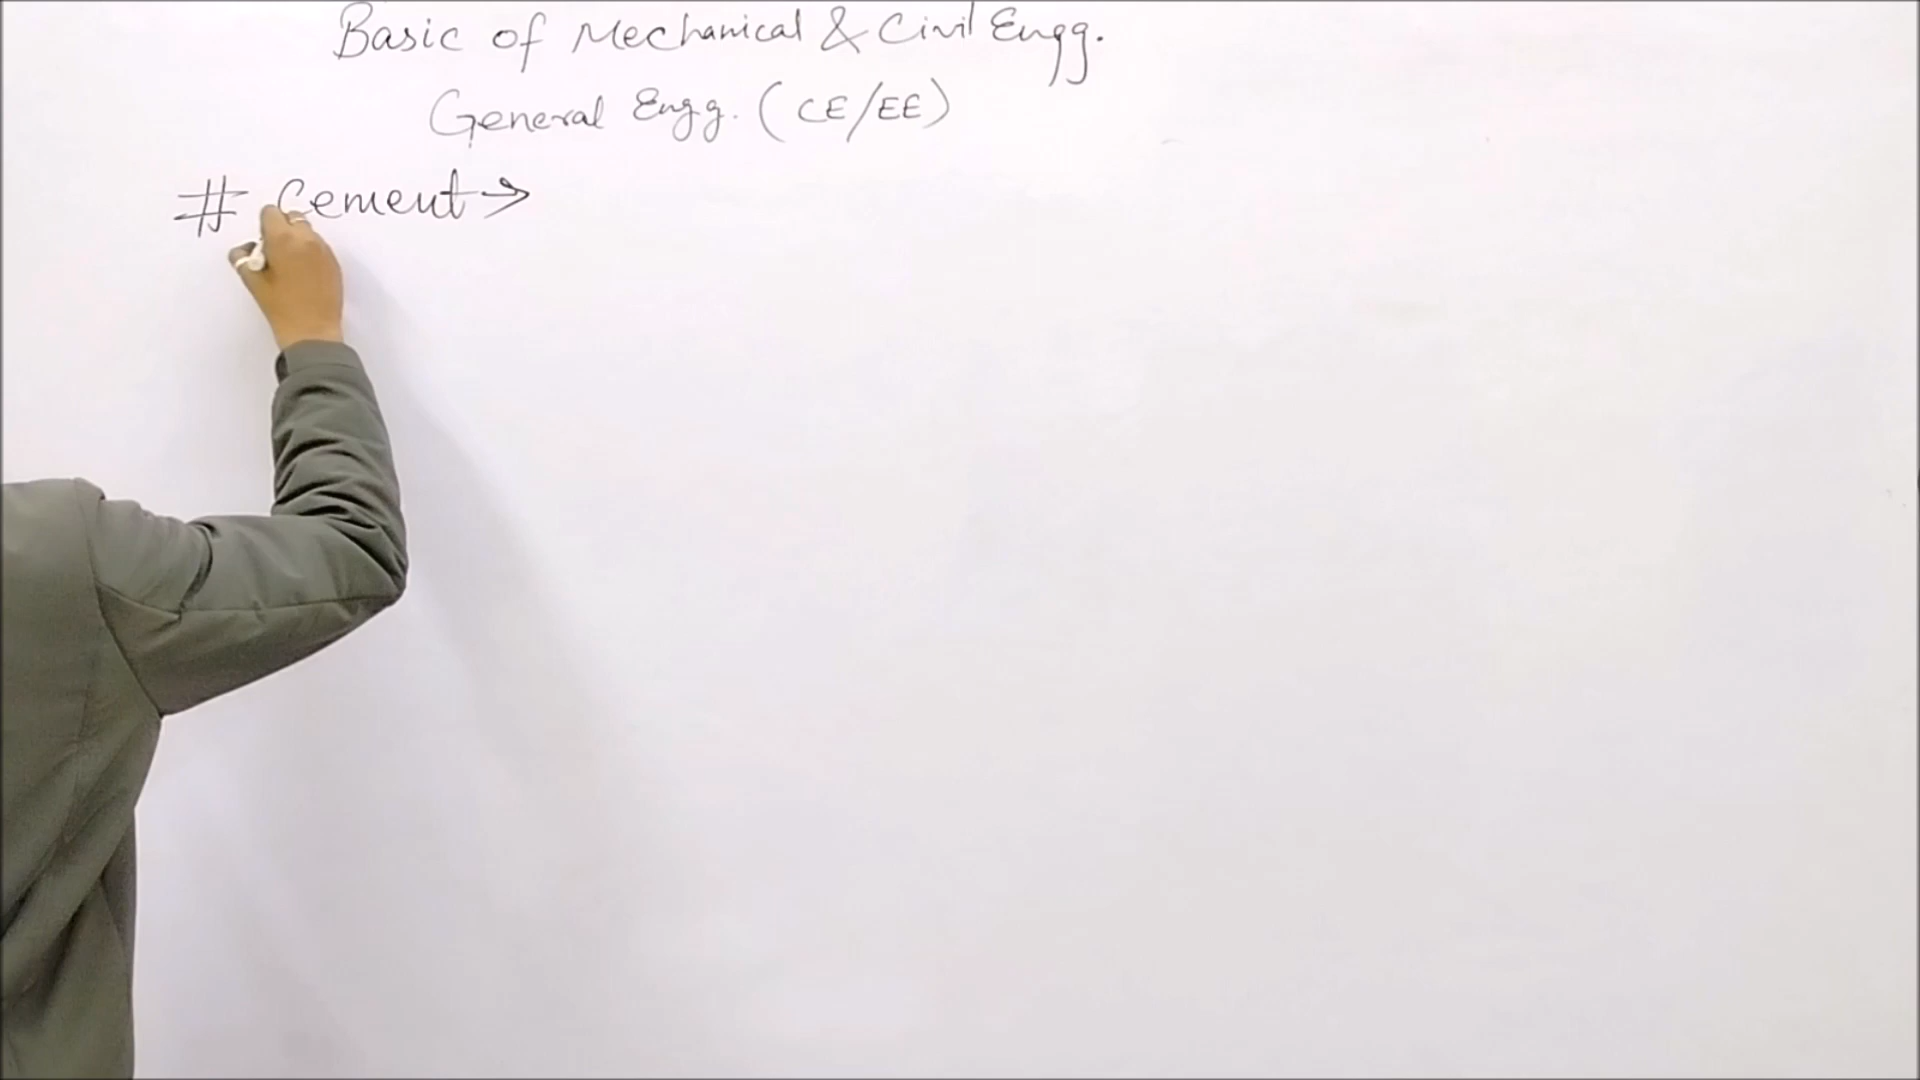 Basic of Mechanical & Civil Engg.
General Engg. (CE/EE)
# Cement →